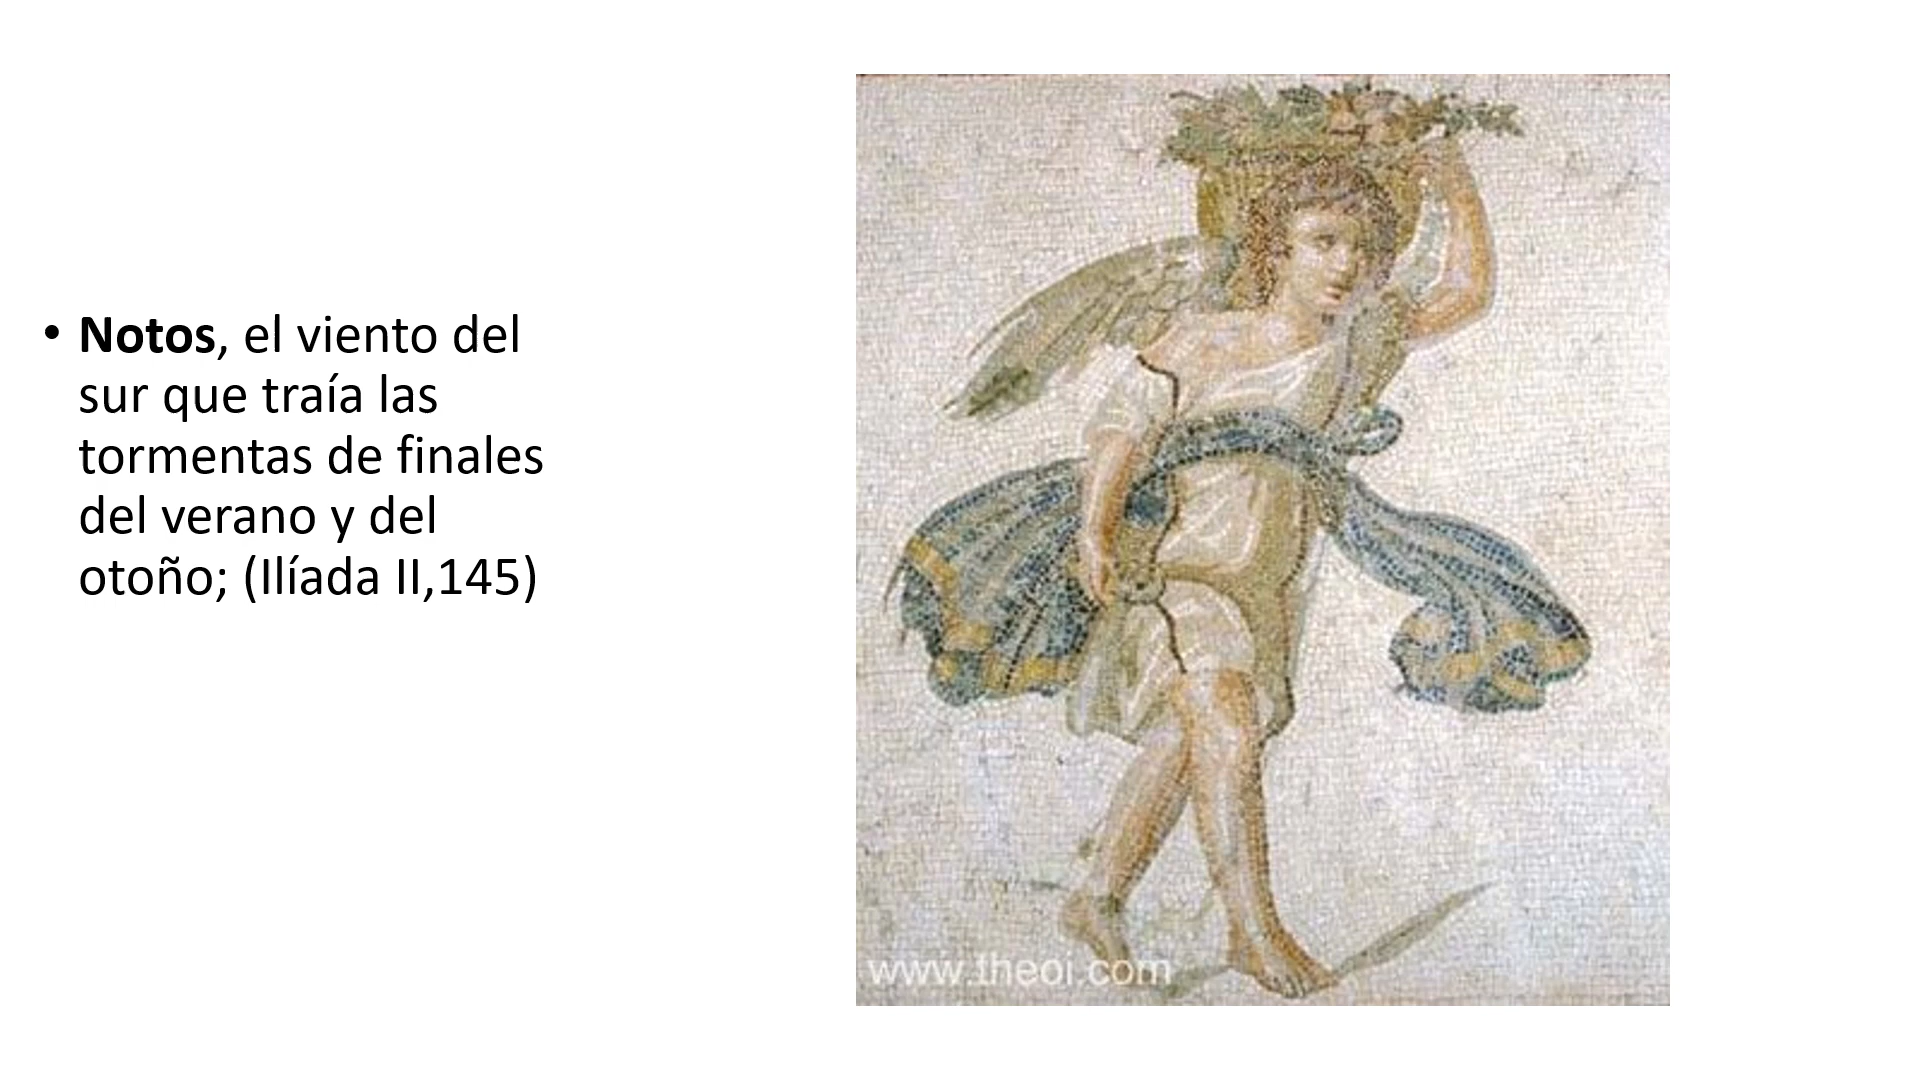 • Notos, el viento del
sur que traía las
tormentas de finales
del verano y del
otoño; (Ilíada II,145)
www.theoi.com